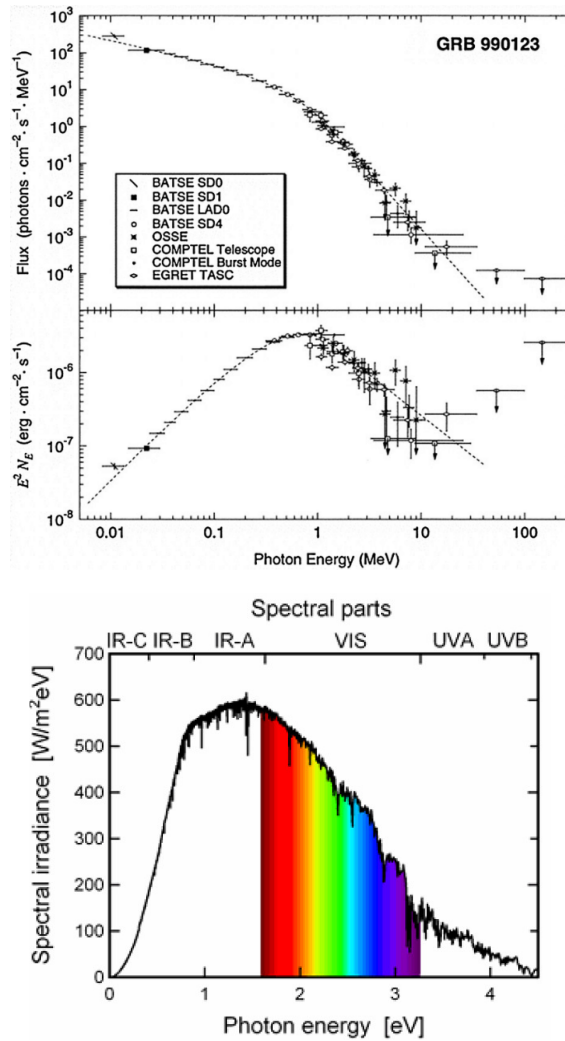 GRB 990123
Flux (photons · cm⁻² · s⁻¹ · MeV⁻¹)
10³
10²
10¹
10⁰
10⁻¹
10⁻²
10⁻³
10⁻⁴
BATSE SD0
BATSE SD1
BATSE LAD0
BATSE SD4
OSSE
COMPTEL Telescope
COMPTEL Burst Mode
EGRET TASC
E² N_E (erg · cm⁻² · s⁻¹)
10⁻⁶
10⁻⁷
10⁻⁸
0.01 0.1 1 10 100
Photon Energy (MeV)
Spectral parts
IR-C IR-B IR-A VIS UVA UVB
Spectral irradiance [W/m²eV]
700
600
500
400
300
200
100
0
0 1 2 3 4
Photon energy [eV]